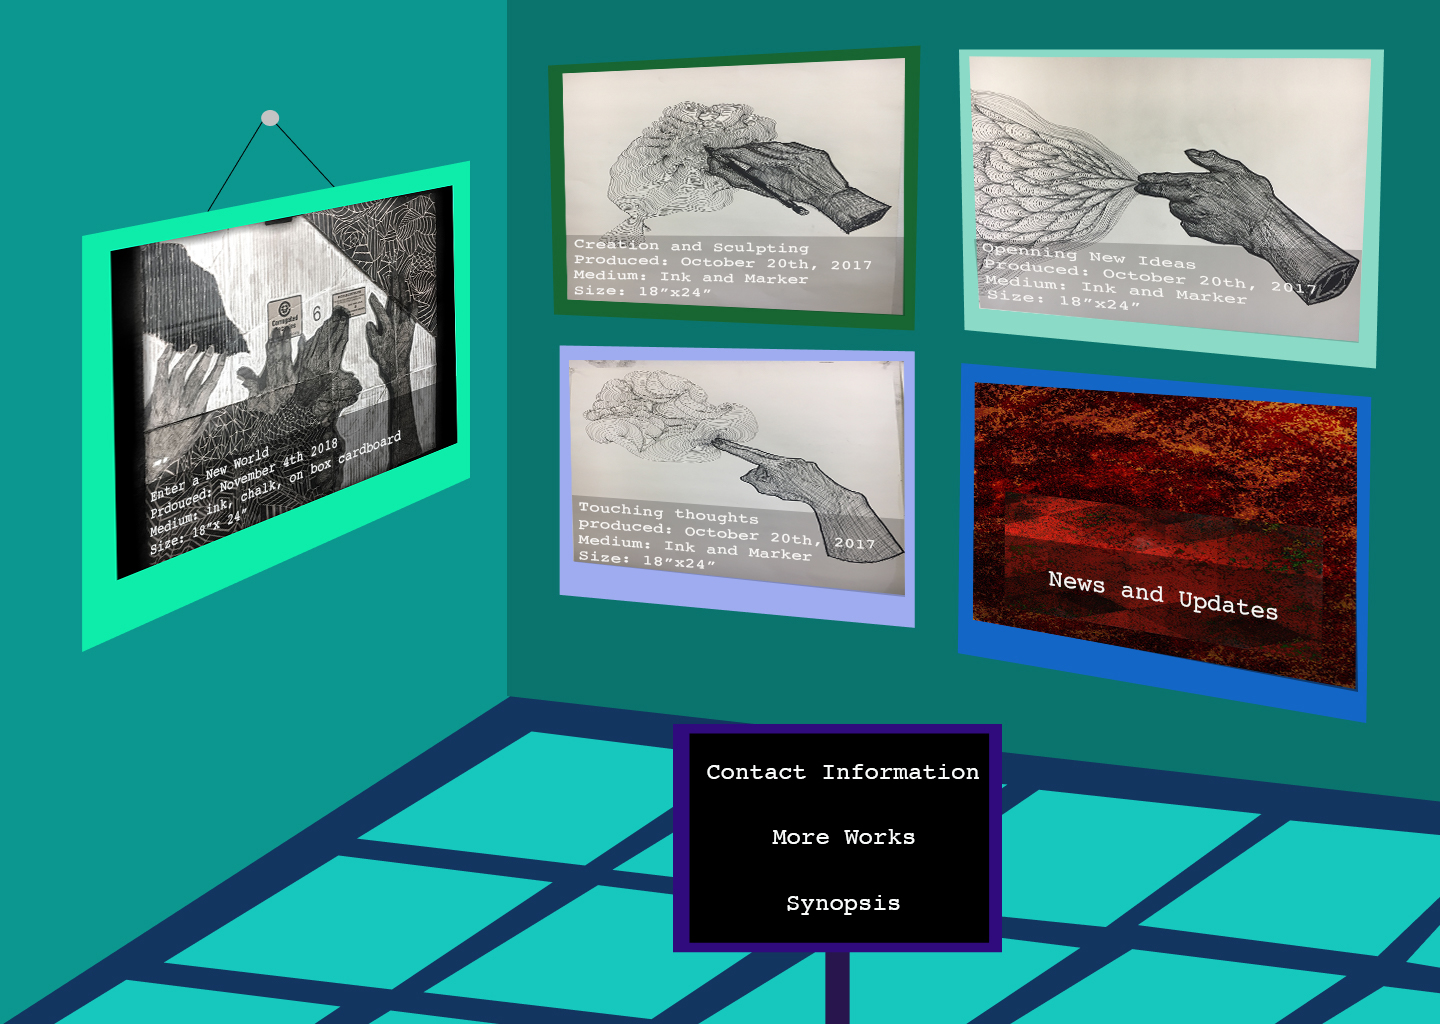 Creation and Sculpting
Produced: October 20th, 2017
Medium: Ink and Marker
Size: 18”x24”
Openning New Ideas
Produced: October 20th, 2017
Medium: Ink and Marker
Size: 18”x24”
Corrugated
6
Enter a New World
Prdouced: November 4th 2018
Medium: ink, chalk, on box cardboard
Size: 18”x 24”
Touching thoughts
produced: October 20th, 2017
Medium: Ink and Marker
Size: 18”x24”
News and Updates
Contact Information
More Works
Synopsis